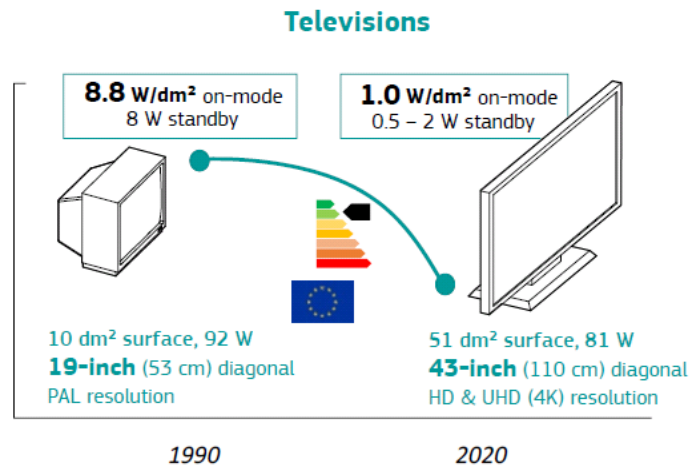 Televisions
8.8 W/dm² on-mode
8 W standby
1.0 W/dm² on-mode
0.5 – 2 W standby
10 dm² surface, 92 W
19-inch (53 cm) diagonal
PAL resolution
51 dm² surface, 81 W
43-inch (110 cm) diagonal
HD & UHD (4K) resolution
1990
2020